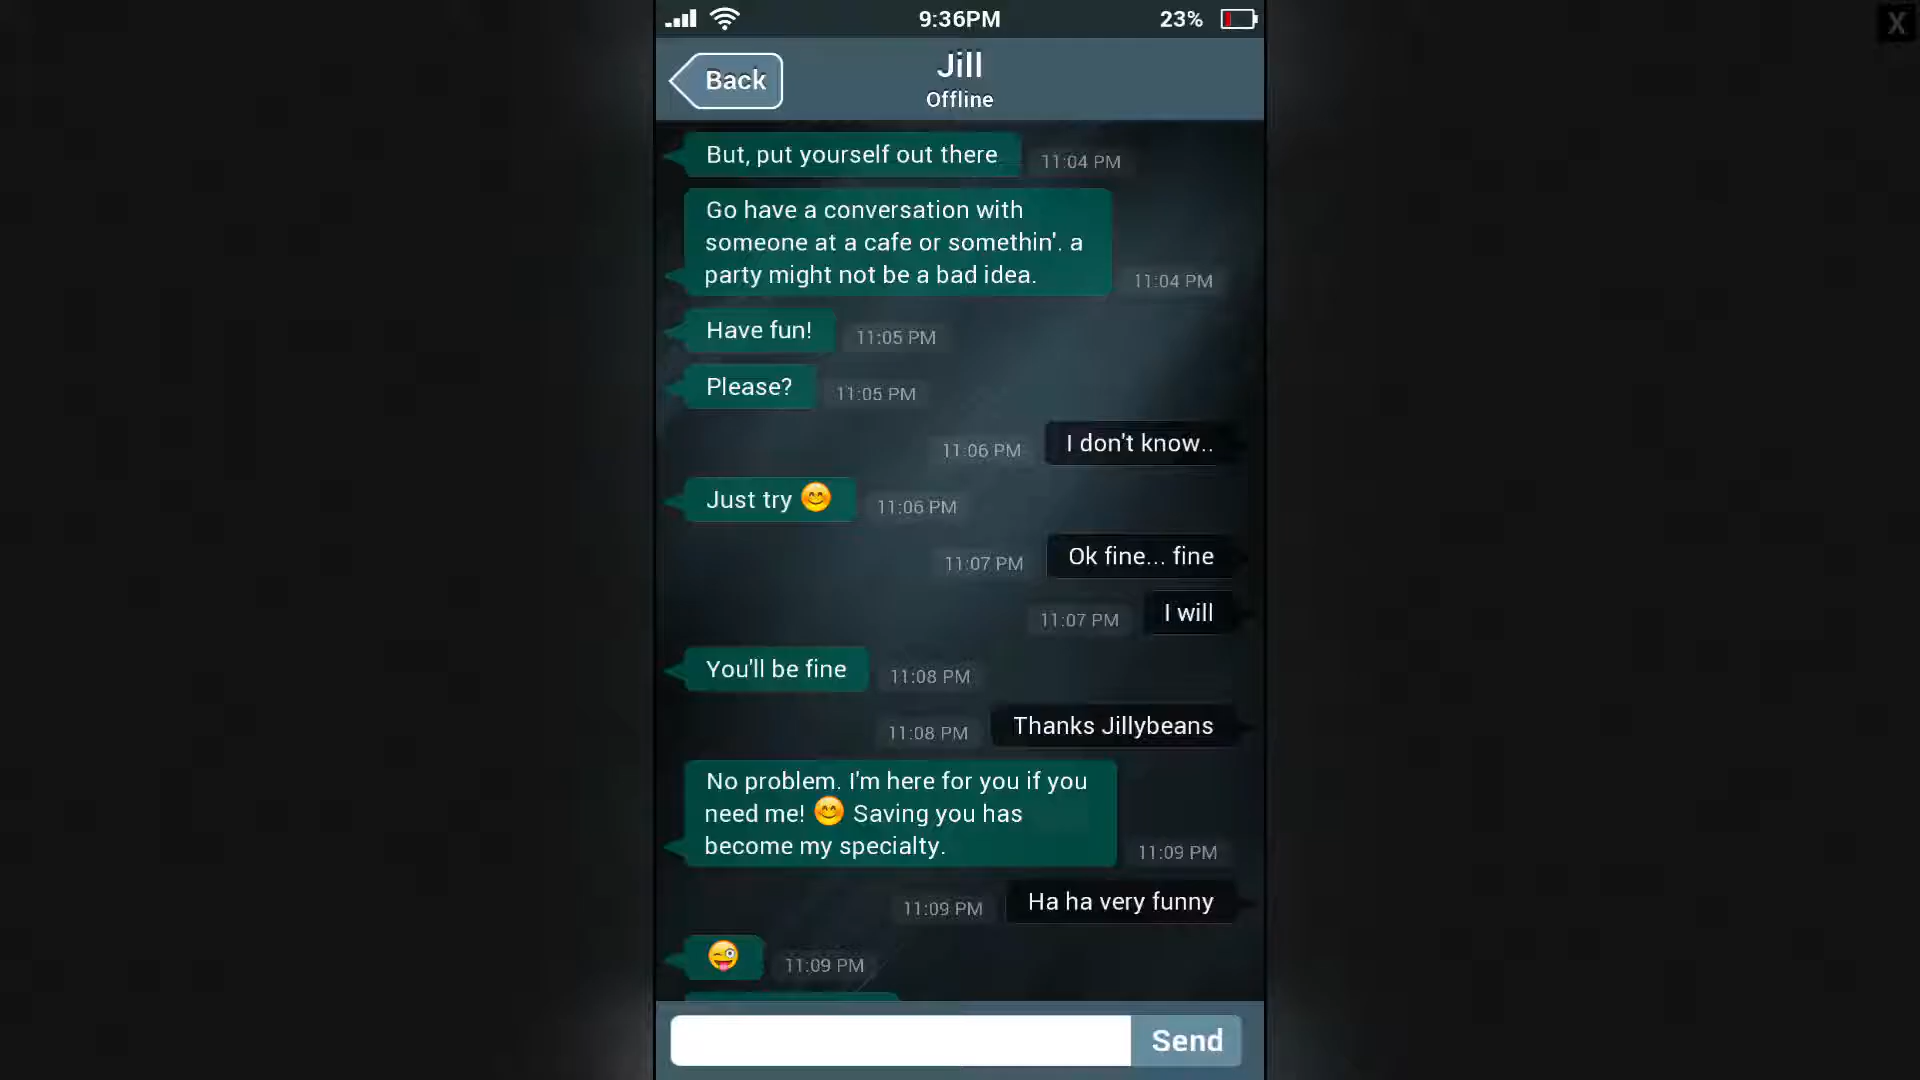 9:36PM
23%
X
Back
Jill
Offline
But, put yourself out there
11:04 PM
Go have a conversation with
someone at a cafe or somethin'. a
party might not be a bad idea.
11:04 PM
Have fun!
11:05 PM
Please?
11:05 PM
11:06 PM
I don't know..
Just try 😊
11:06 PM
11:07 PM
Ok fine... fine
11:07 PM
I will
You'll be fine
11:08 PM
11:08 PM
Thanks Jillybeans
No problem. I'm here for you if you
need me! 😊 Saving you has
become my specialty.
11:09 PM
11:09 PM
Ha ha very funny
😜
11:09 PM
Send